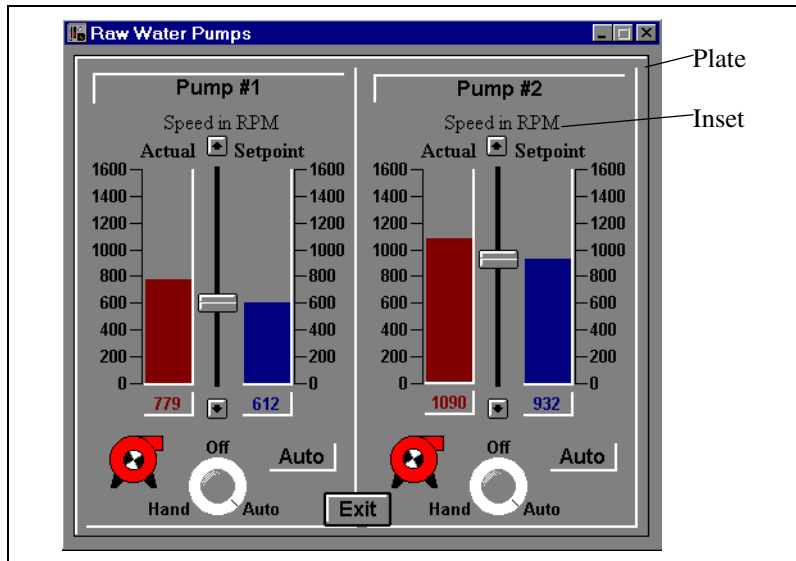 Raw Water Pumps
Plate
Pump #1
Speed in RPM
Actual Setpoint
1600 1600
1400 1400
1200 1200
1000 1000
800 800
600 600
400 400
200 200
0 0
779 612
Off
Auto
Hand Auto
Pump #2
Speed in RPM
Inset
Actual Setpoint
1600 1600
1400 1400
1200 1200
1000 1000
800 800
600 600
400 400
200 200
0 0
1090 932
Off
Auto
Hand Auto
Exit